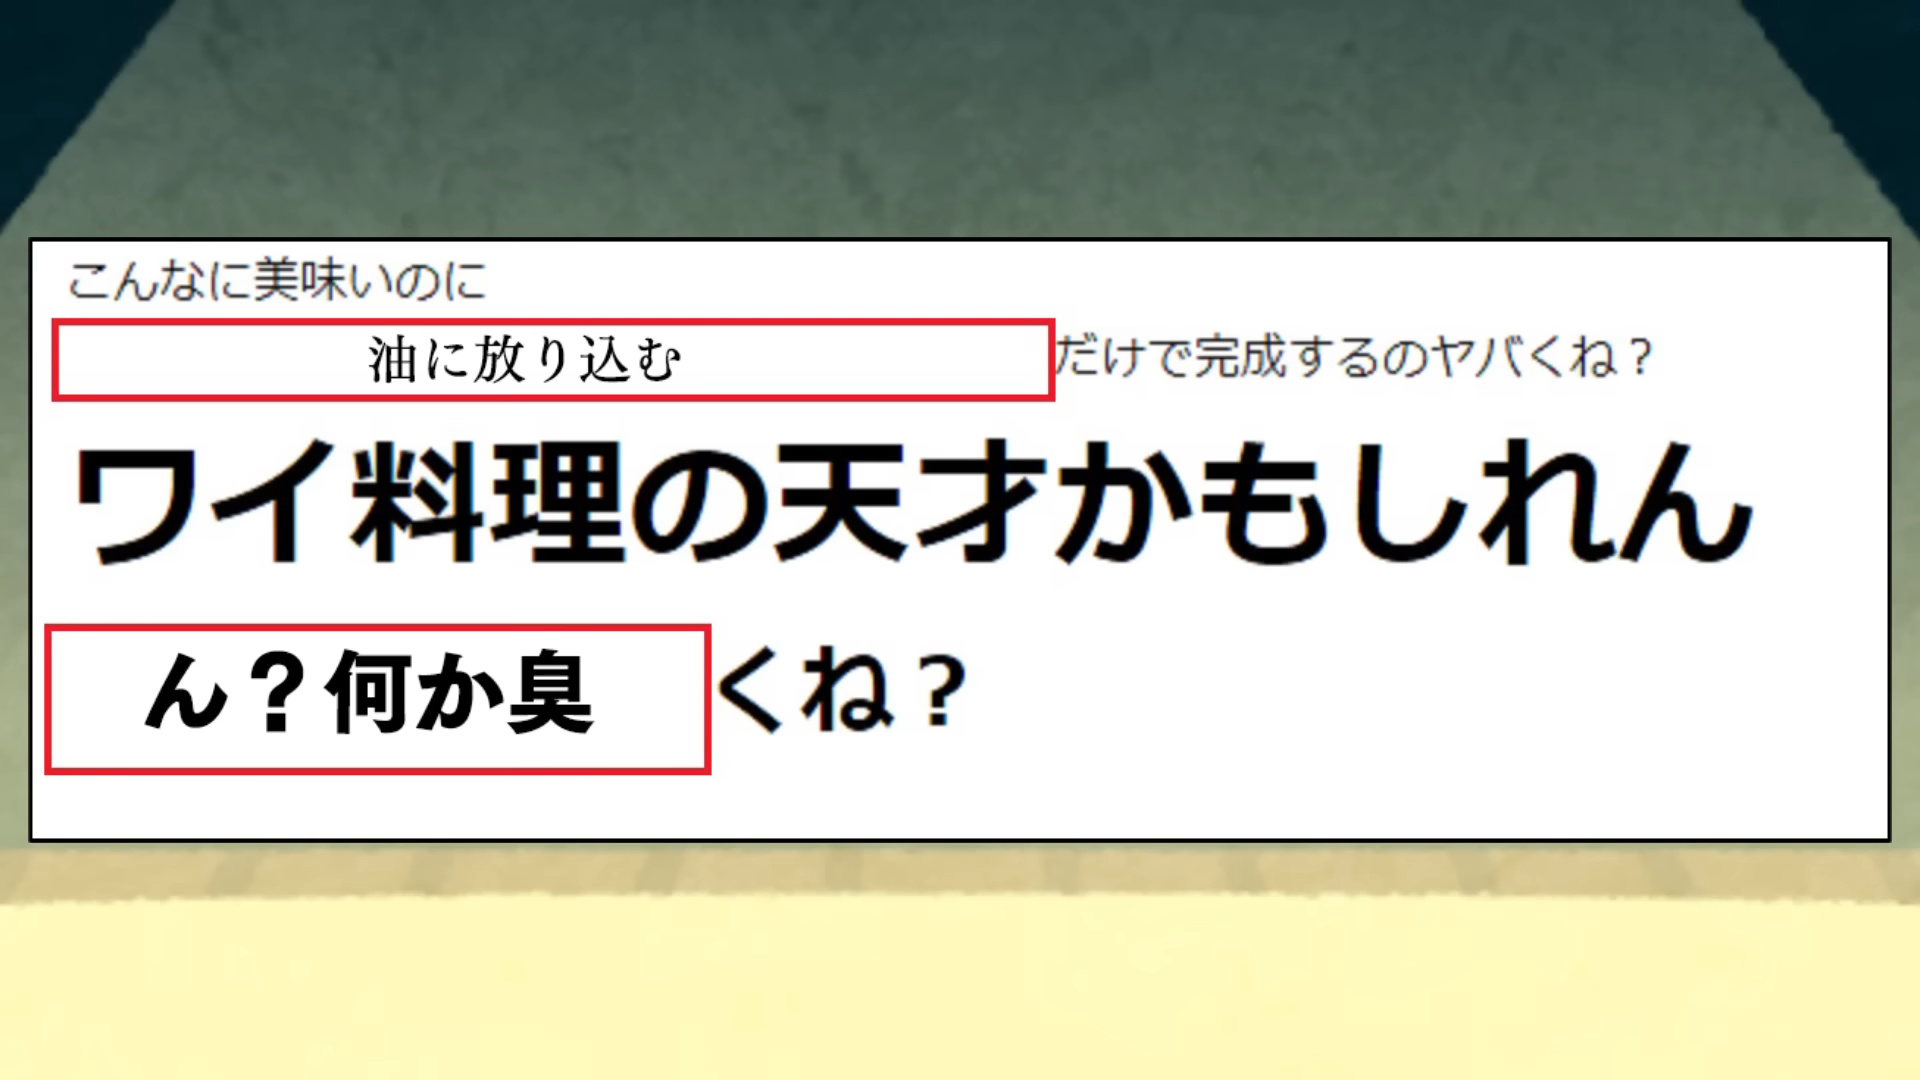 こんなに美味いのに
油に放り込むだけで完成するのヤバくね？
ワイ料理の天才かもしれん
ん？何か臭くね？